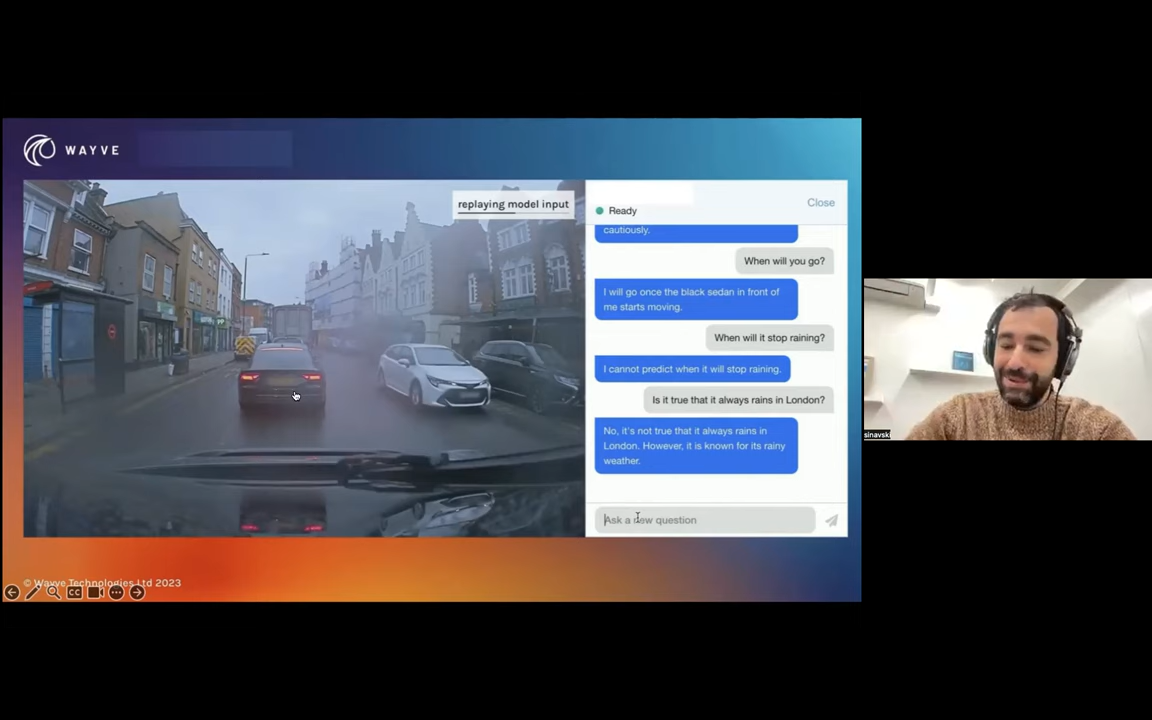 WAYVE
replaying model input
Ready
Close
cautiously.
When will you go?
I will go once the black sedan in front of
me starts moving.
When will it stop raining?
I cannot predict when it will stop raining.
Is it true that it always rains in London?
No, it's not true that it always rains in
London. However, it is known for its rainy
weather.
Ask a new question
© Wayve Technologies Ltd 2023
CC
sinavski